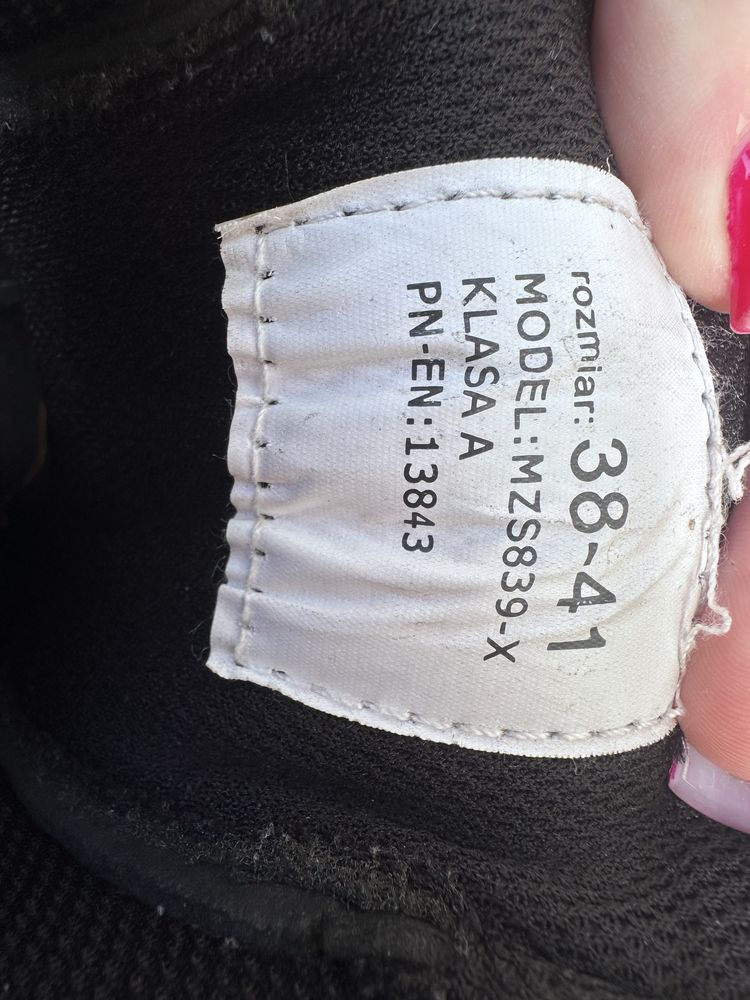 rozmiar: 38-41
MODEL:MZS839-X
KLASA A
PN-EN:13843